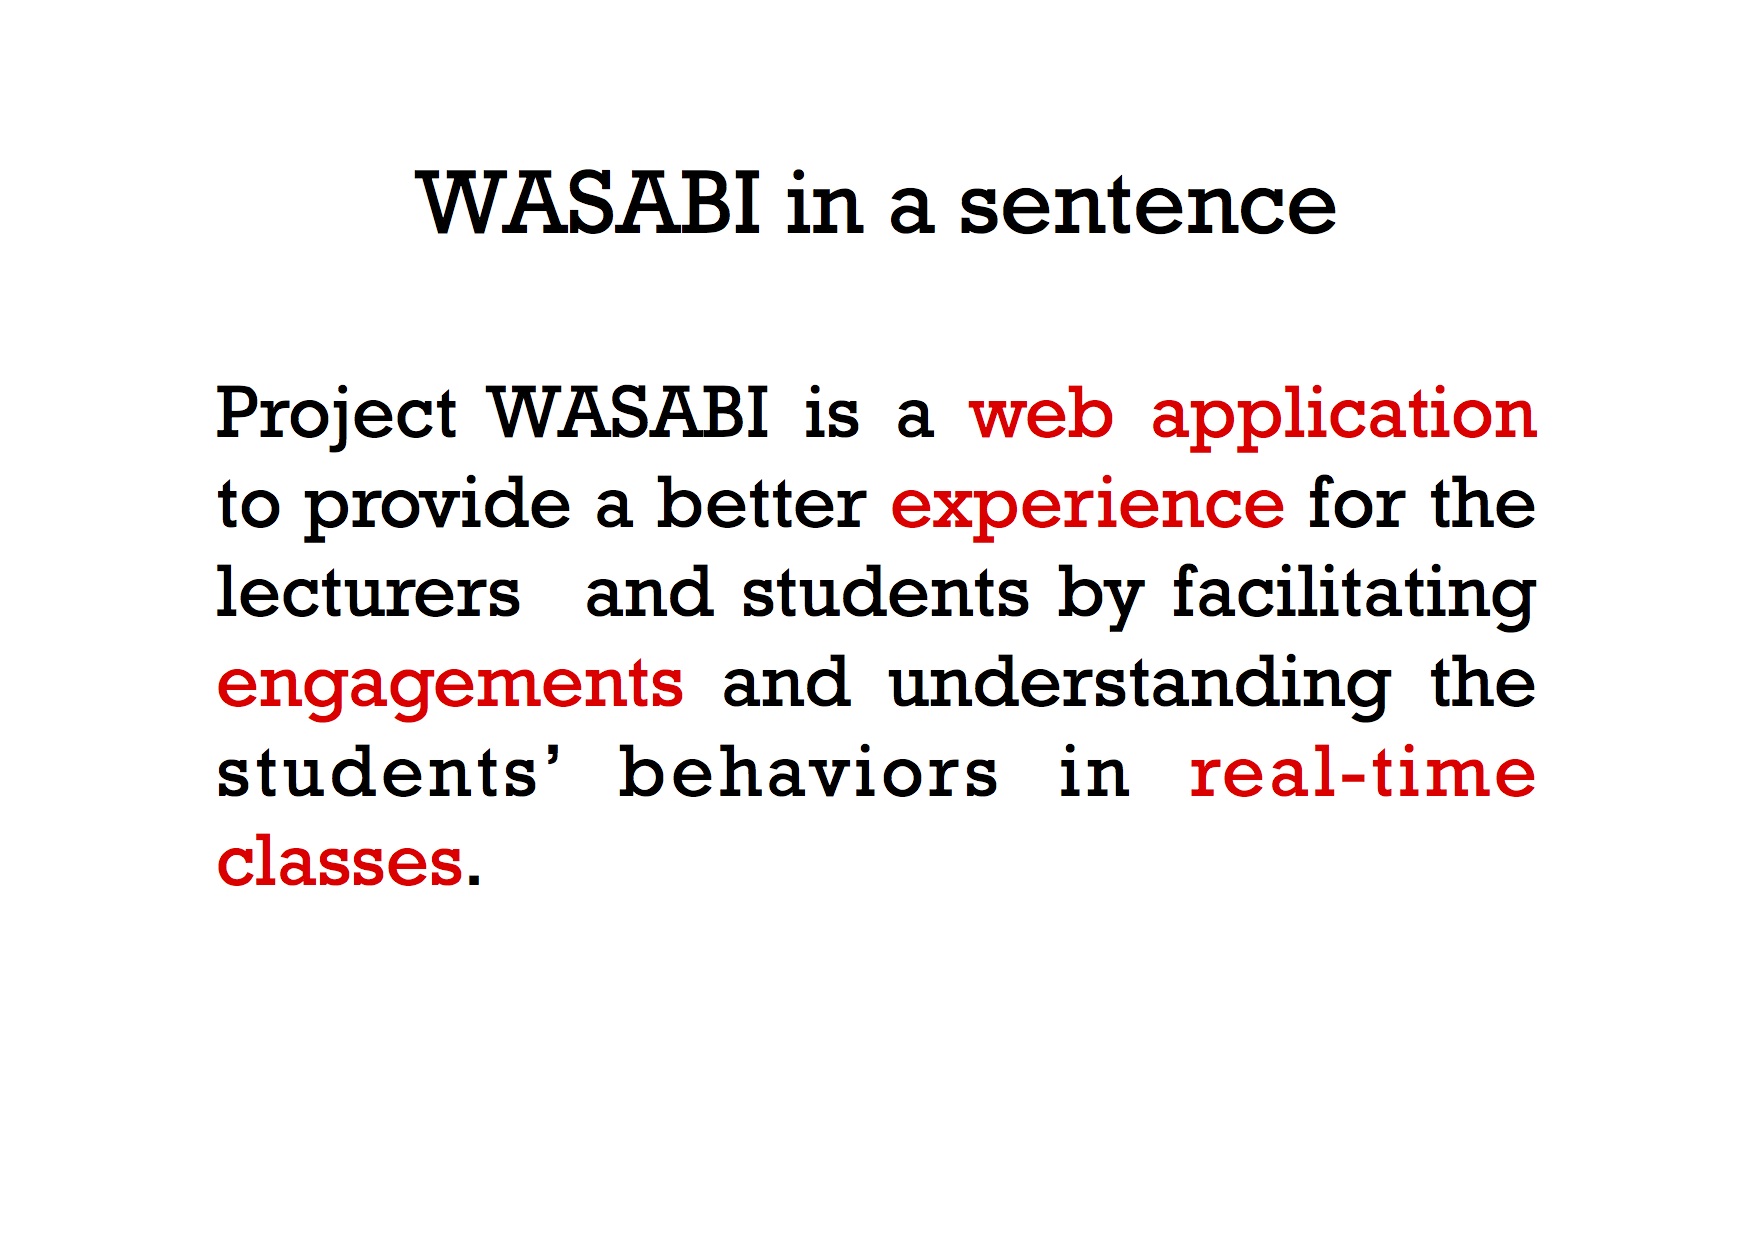 WASABI in a sentence
Project WASABI is a web application
to provide a better experience for the
lecturers and students by facilitating
engagements and understanding the
students’ behaviors in real-time
classes.